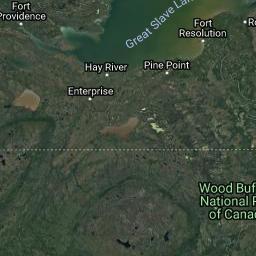 Fort
Providence
Great Slave La
Fort
Resolution
Hay River
Pine Point
Enterprise
Wood Buf
National P
of Canad